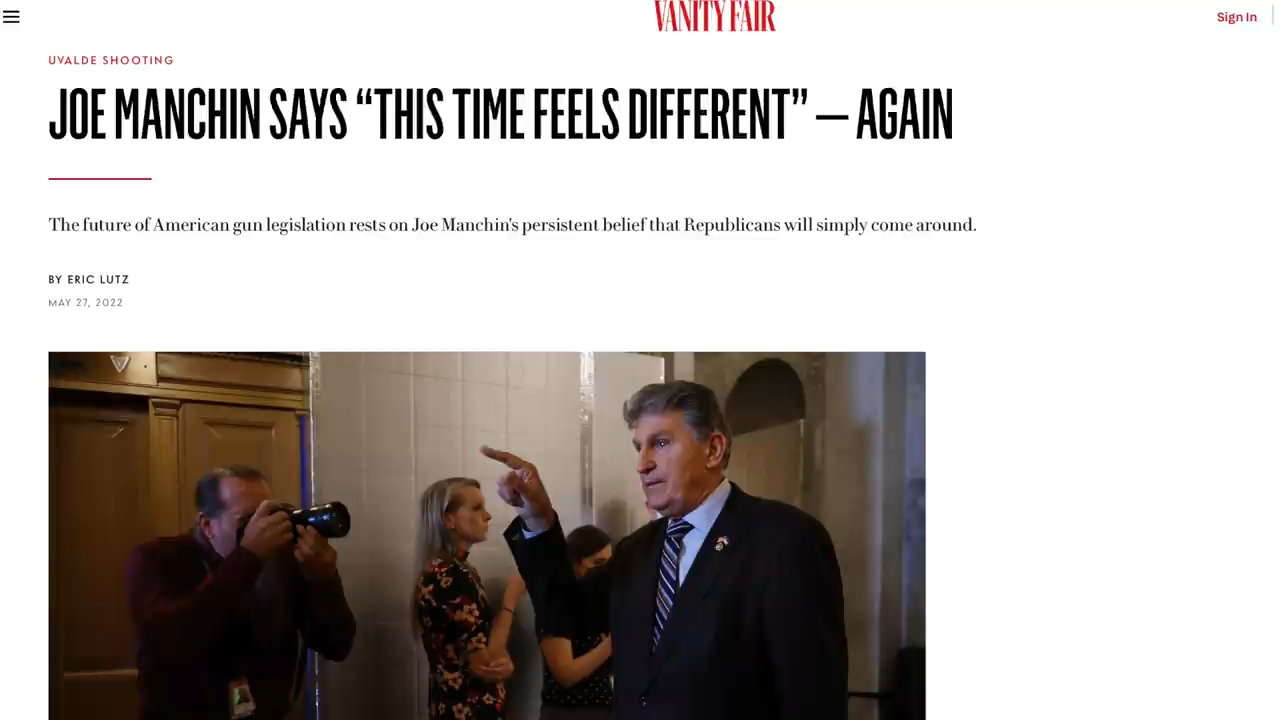 VANITY FAIR
Sign In
UVALDE SHOOTING
JOE MANCHIN SAYS “THIS TIME FEELS DIFFERENT” — AGAIN
The future of American gun legislation rests on Joe Manchin's persistent belief that Republicans will simply come around.
BY ERIC LUTZ
MAY 27, 2022